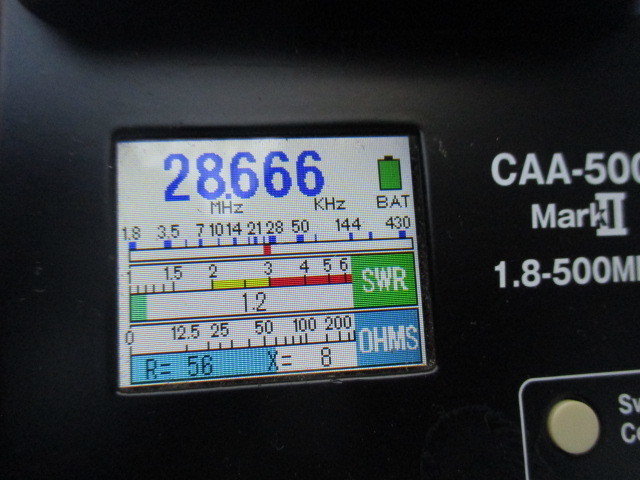 28.666
MHz KHz BAT
1.8 3.5 7 10 14 21 28 50 144 430
1 1.5 2 3 4 5 6 SWR
1.2
0 12.5 25 50 100 200 OHMS
R= 56 X= 8
CAA-500
Mark II
1.8-500M